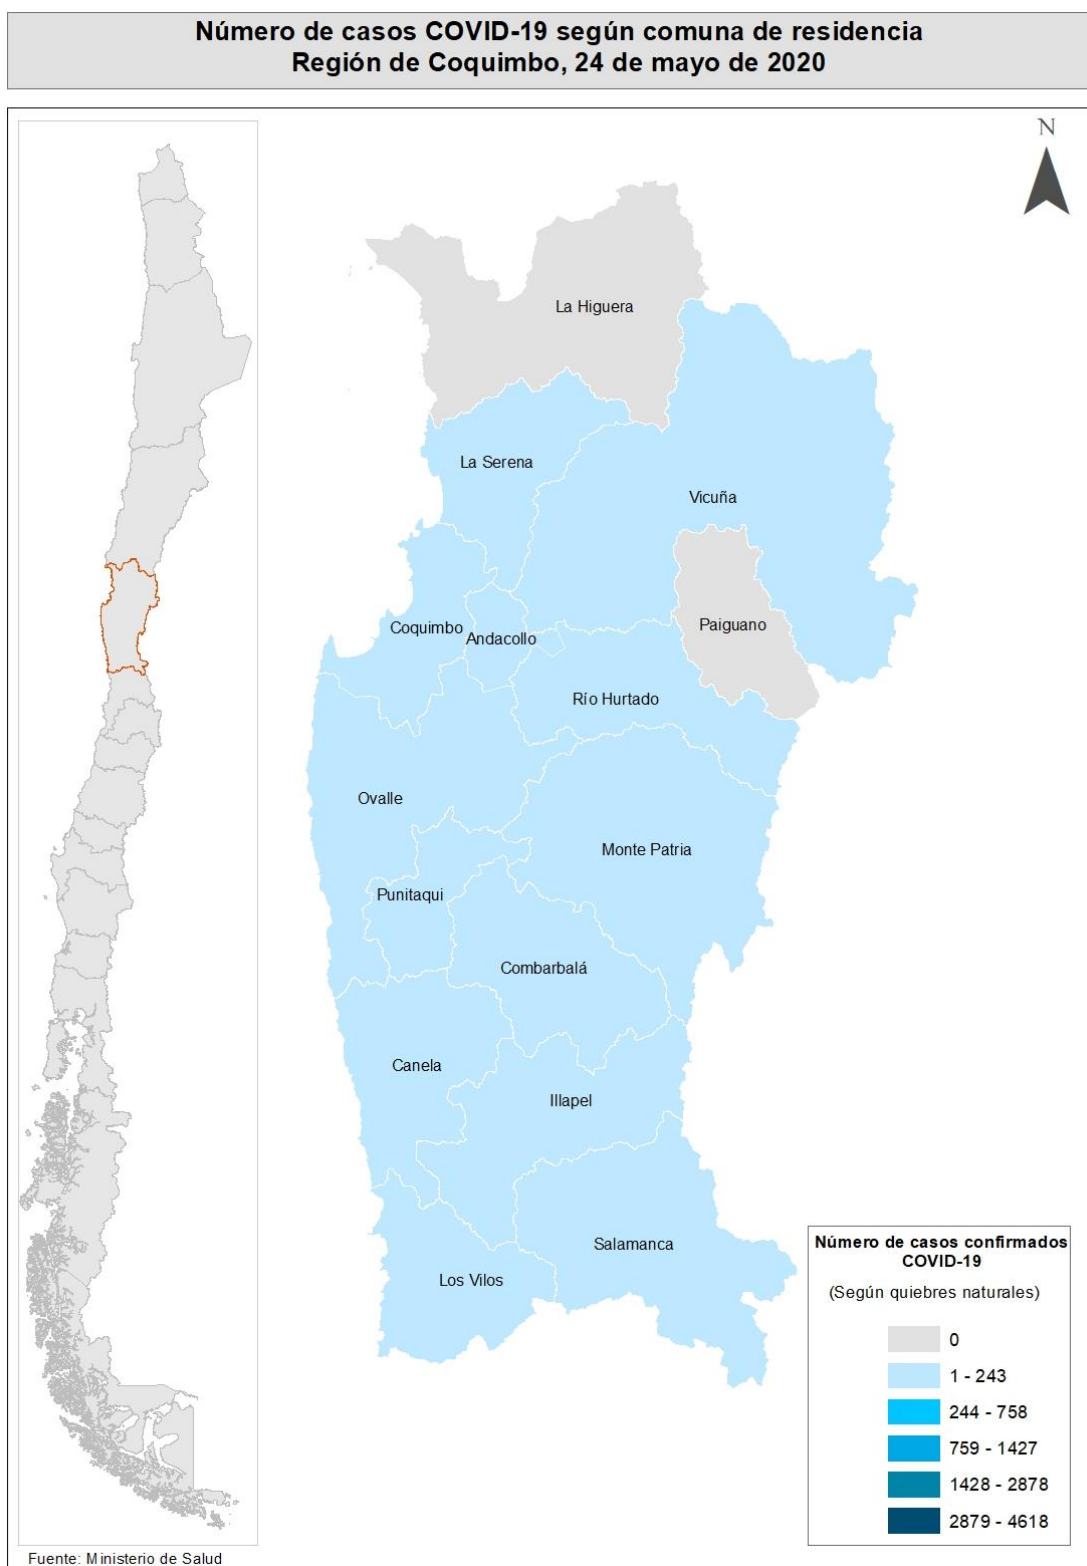 Número de casos COVID-19 según comuna de residencia
Región de Coquimbo, 24 de mayo de 2020
N
La Higuera
La Serena
Vicuña
Coquimbo
Andacollo
Paiguano
Río Hurtado
Ovalle
Monte Patria
Punitaqui
Combarbalá
Canela
Illapel
Salamanca
Los Vilos
Número de casos confirmados
COVID-19
(Según quiebres naturales)
0
1 - 243
244 - 758
759 - 1427
1428 - 2878
2879 - 4618
Fuente: Ministerio de Salud